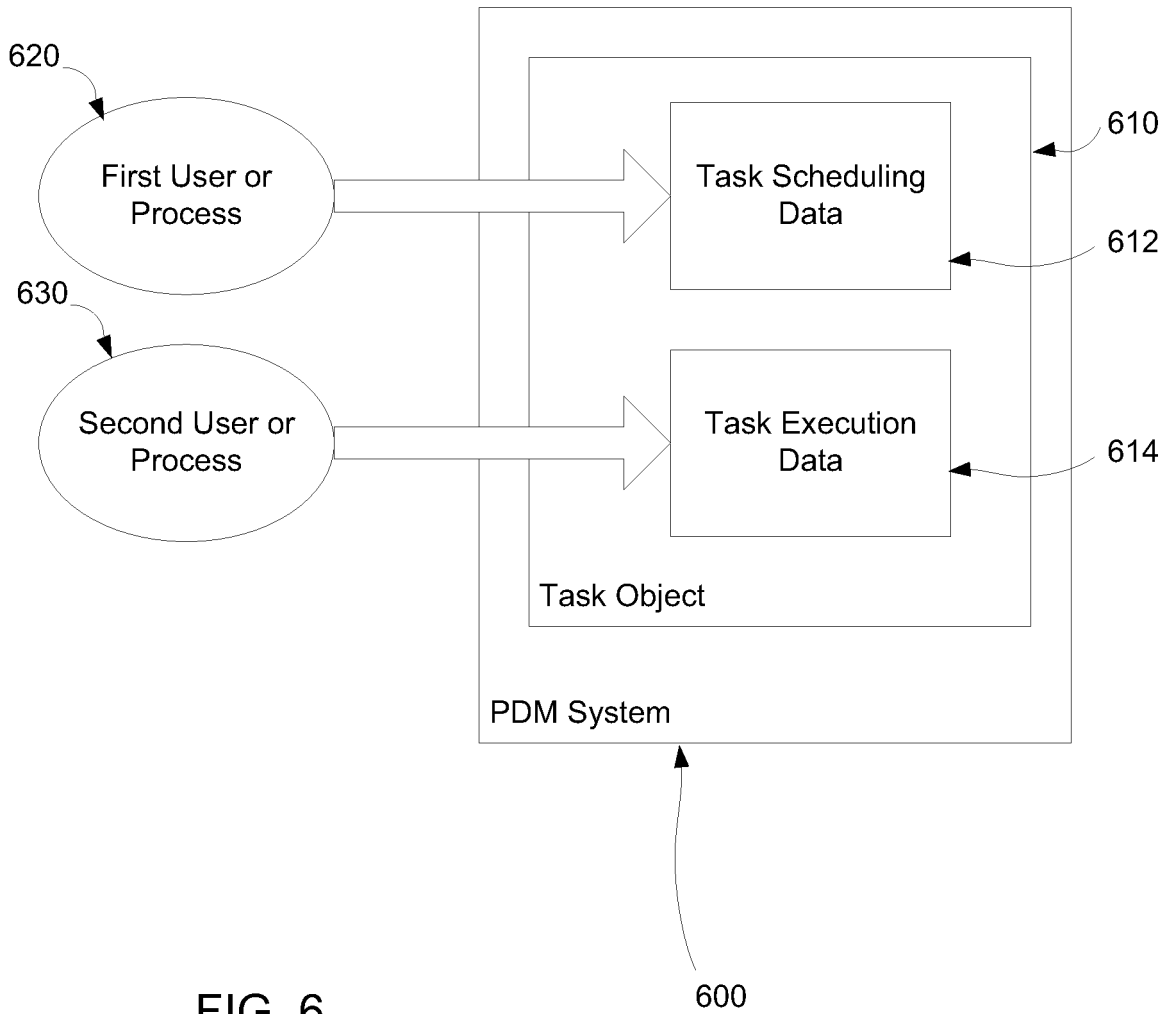 620
First User or
Process
630
Second User or
Process
Task Scheduling
Data
Task Execution
Data
Task Object
PDM System
610
612
614
600
FIG. 6